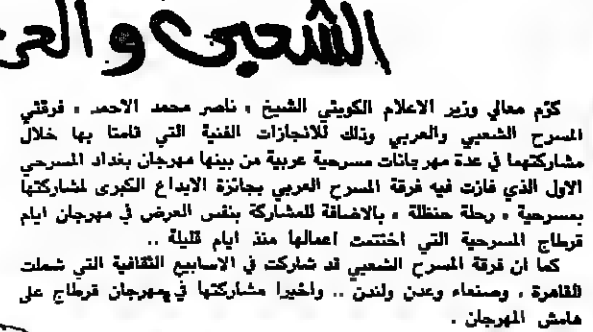 الشعبي و العر
كرّم معالي وزير الاعلام الكويتي الشيخ « ناصر محمد الاحمد » فرقتي
المسرح الشعبي والعربي وذلك للانجازات الفنية التي قامتا بها خلال
مشاركتهما في عدة مهرجانات مسرحية عربية من بينها مهرجان بغداد المسرحي
الاول الذي فازت فيه فرقة المسرح العربي بجائزة الابداع الكبرى لمشاركتها
بمسرحية « رحلة حنظلة » بالاضافة للمشاركة بنفس العرض في مهرجان ايام
قرطاج المسرحية التي اختتمت اعمالها منذ ايام قليلة ..
كما ان فرقة المسرح الشعبي قد شاركت في الاسابيع الثقافية التي شملت
القاهرة ، وصنعاء وعدن ولندن .. واخيرا مشاركتها في مهرجان قرطاج على
هامش المهرجان .